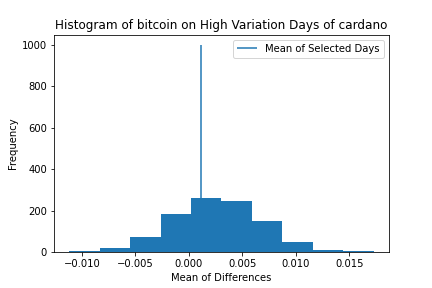 Histogram of bitcoin on High Variation Days of cardano
Mean of Selected Days
Frequency
1000
800
600
400
200
0
−0.010 −0.005 0.000 0.005 0.010 0.015
Mean of Differences